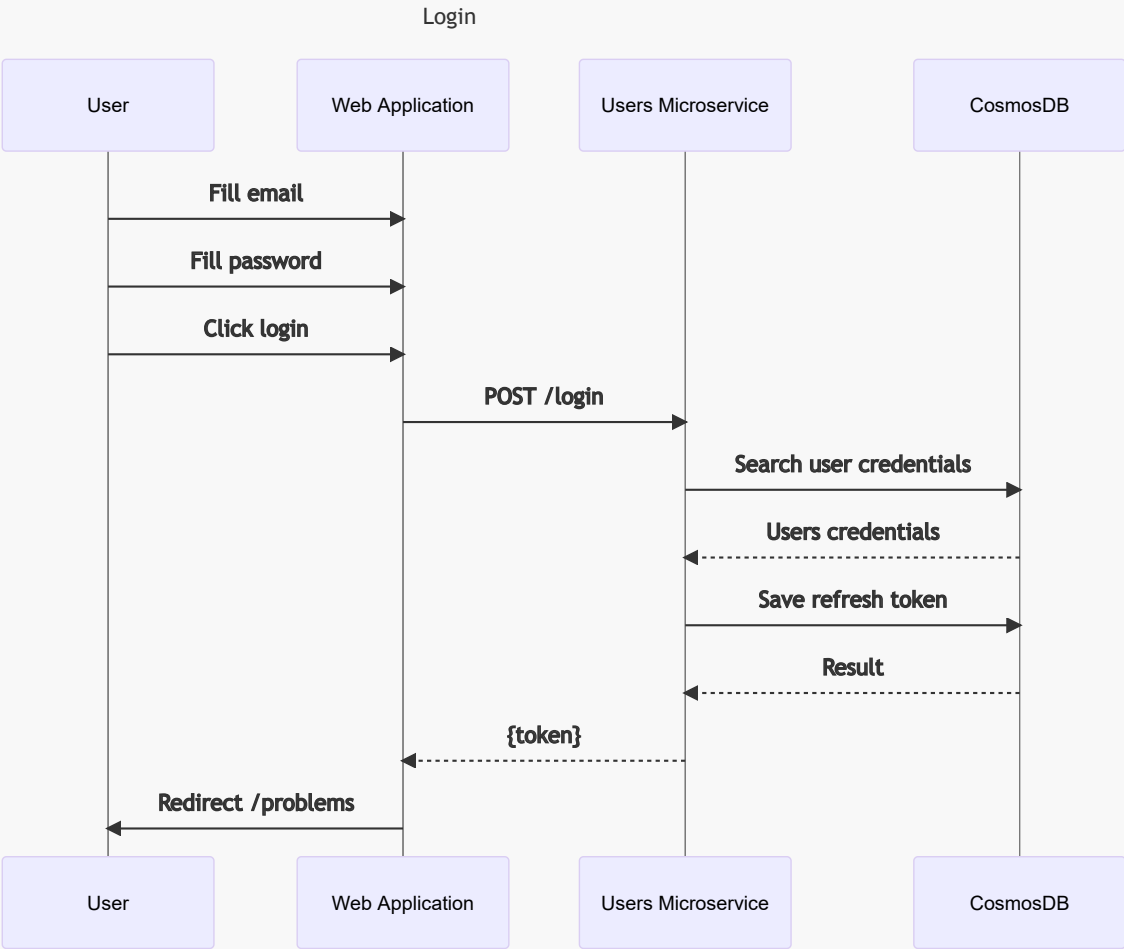 Login
User
Web Application
Users Microservice
CosmosDB
Fill email
Fill password
Click login
POST /login
Search user credentials
Users credentials
Save refresh token
Result
{token}
Redirect /problems
User
Web Application
Users Microservice
CosmosDB